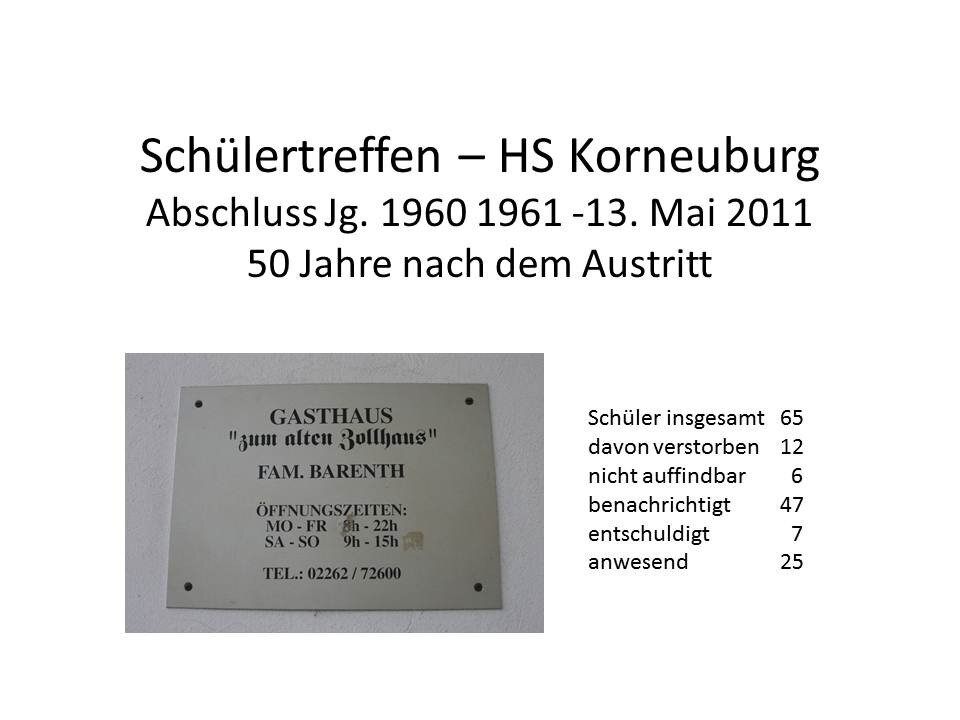 Schülertreffen – HS Korneuburg
Abschluss Jg. 1960 1961 -13. Mai 2011
50 Jahre nach dem Austritt
GASTHAUS
"zum alten Zollhaus"
FAM. BARENTH
ÖFFNUNGSZEITEN:
MO - FR 8h - 22h
SA - SO 9h - 15h
TEL.: 02262 / 72600
Schüler insgesamt 65
davon verstorben 12
nicht auffindbar 6
benachrichtigt 47
entschuldigt 7
anwesend 25